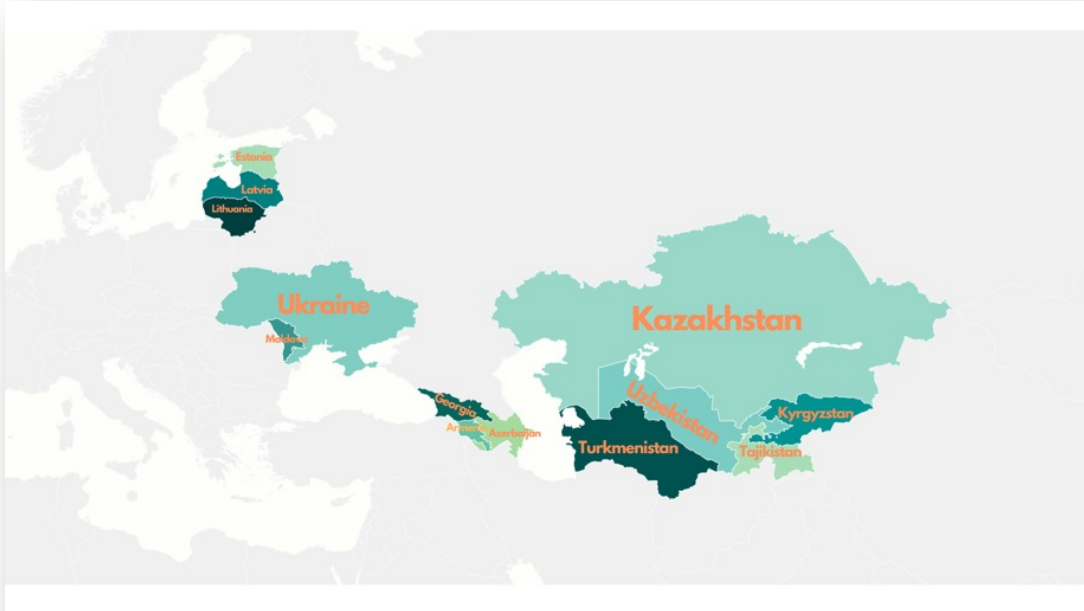 Estonia
Latvia
Lithuania
Ukraine
Moldova
Kazakhstan
Uzbekistan
Georgia
Armenia
Azerbaijan
Turkmenistan
Kyrgyzstan
Tajikistan